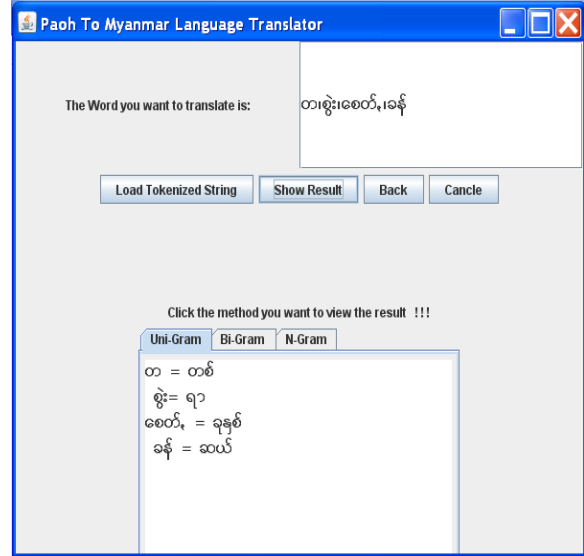 Paoh To Myanmar Language Translator
The Word you want to translate is:
တ၊စွဲး၊စေတ်ႇ၊ခန်
Load Tokenized String Show Result Back Cancle
Click the method you want to view the result !!!
Uni-Gram Bi-Gram N-Gram
တ = တစ်
စွဲး= ရာ
စေတ်ႇ = ခုနှစ်
ခန် = ဆယ်